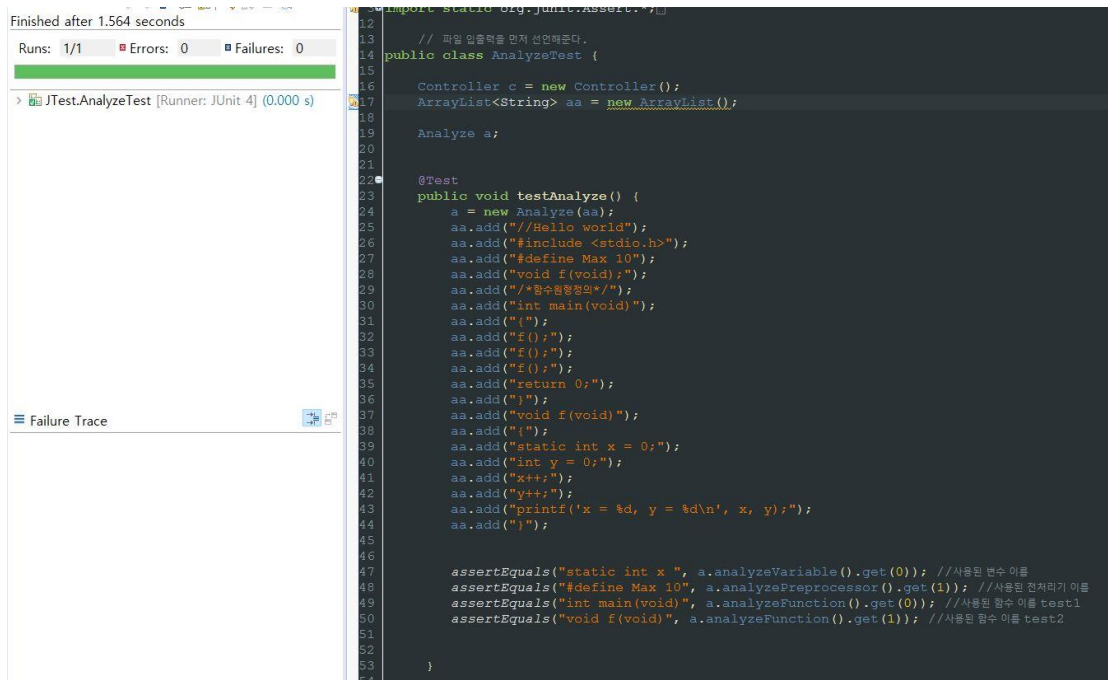 Finished after 1.564 seconds
Runs: 1/1 Errors: 0 Failures: 0
JTest.AnalyzeTest [Runner: JUnit 4] (0.000 s)
Failure Trace
3 import static org.junit.Assert.*;
12
13 // 파일 입출력을 먼저 선언해준다.
14 public class AnalyzeTest {
15
16 Controller c = new Controller();
17 ArrayList<String> aa = new ArrayList();
18
19 Analyze a;
20
21
22 @Test
23 public void testAnalyze() {
24 a = new Analyze(aa);
25 aa.add("//Hello world");
26 aa.add("#include <stdio.h>");
27 aa.add("#define Max 10");
28 aa.add("void f(void);");
29 aa.add("/*함수원형정의*/");
30 aa.add("int main(void)");
31 aa.add("{");
32 aa.add("f();");
33 aa.add("f();");
34 aa.add("f();");
35 aa.add("return 0;");
36 aa.add("}");
37 aa.add("void f(void)");
38 aa.add("{");
39 aa.add("static int x = 0;");
40 aa.add("int y = 0;");
41 aa.add("x++;");
42 aa.add("y++;");
43 aa.add("printf('x = %d, y = %d\n', x, y);");
44 aa.add("}");
45
46
47 assertEquals("static int x ", a.analyzeVariable().get(0)); //사용된 변수 이름
48 assertEquals("#define Max 10", a.analyzePreprocessor().get(1)); //사용된 전처리기 이름
49 assertEquals("int main(void)", a.analyzeFunction().get(0)); //사용된 함수 이름 test1
50 assertEquals("void f(void)", a.analyzeFunction().get(1)); //사용된 함수 이름 test2
51
52
53 }